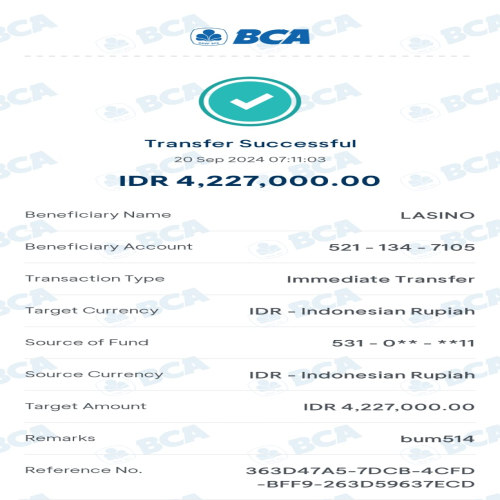 BCA
Transfer Successful
20 Sep 2024 07:11:03
IDR 4,227,000.00
Beneficiary Name LASINO
Beneficiary Account 521 - 134 - 7105
Transaction Type Immediate Transfer
Target Currency IDR - Indonesian Rupiah
Source of Fund 531 - 0** - **11
Source Currency IDR - Indonesian Rupiah
Target Amount IDR 4,227,000.00
Remarks bum514
Reference No. 363D47A5-7DCB-4CFD
-BFF9-263D59637ECD